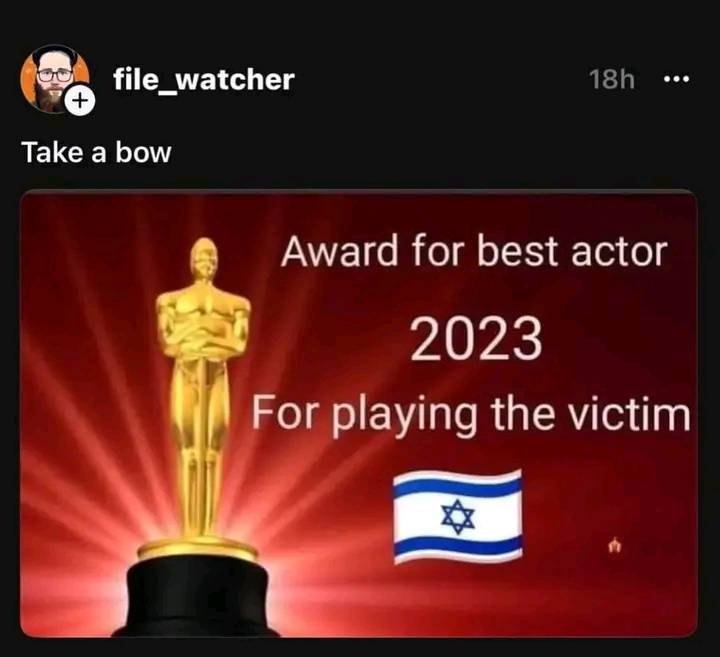 file_watcher
18h
Take a bow
Award for best actor
2023
For playing the victim